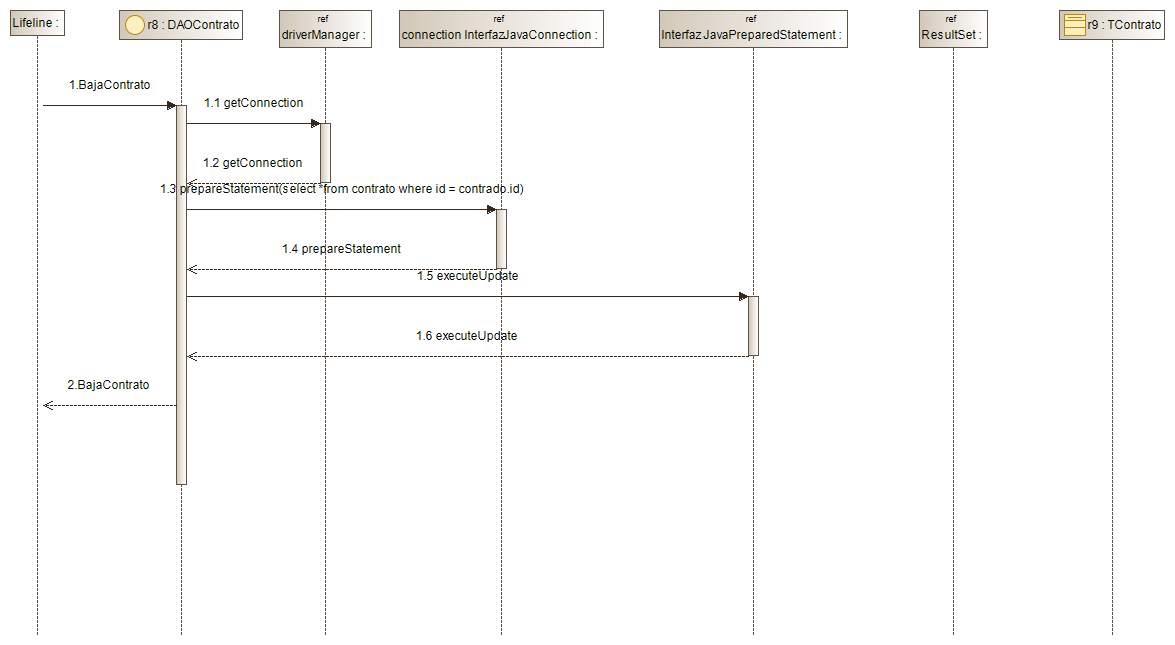 Lifeline :
r8 : DAOContrato
ref
driverManager :
ref
connection InterfazJavaConnection :
ref
InterfazJavaPreparedStatement :
ref
ResultSet :
r9 : TContrato
1.BajaContrato
1.1 getConnection
1.2 getConnection
1.3 prepareStatement(select *from contrato where id = contrado.id)
1.4 prepareStatement
1.5 executeUpdate
1.6 executeUpdate
2.BajaContrato